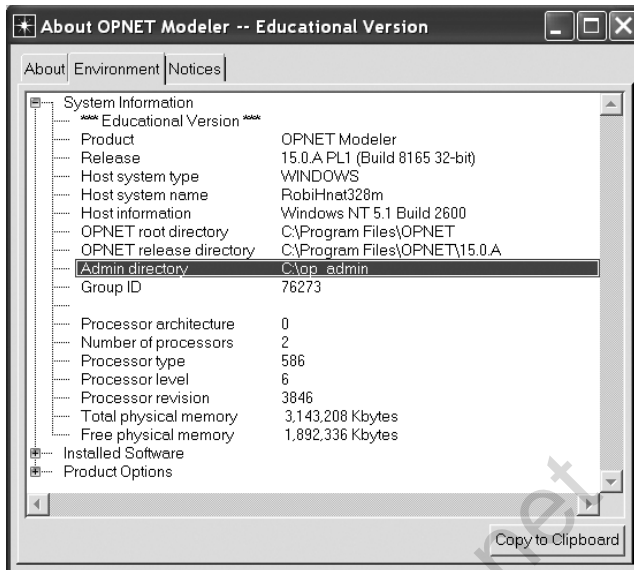 About OPNET Modeler -- Educational Version
About Environment Notices
System Information
*** Educational Version ***
Product OPNET Modeler
Release 15.0.A PL1 (Build 8165 32-bit)
Host system type WINDOWS
Host system name RobiHnat328m
Host information Windows NT 5.1 Build 2600
OPNET root directory C:\Program Files\OPNET
OPNET release directory C:\Program Files\OPNET\15.0.A
Admin directory C:\op_admin
Group ID 76273
Processor architecture 0
Number of processors 2
Processor type 586
Processor level 6
Processor revision 3846
Total physical memory 3,143,208 Kbytes
Free physical memory 1,892,336 Kbytes
Installed Software
Product Options
Copy to Clipboard
net